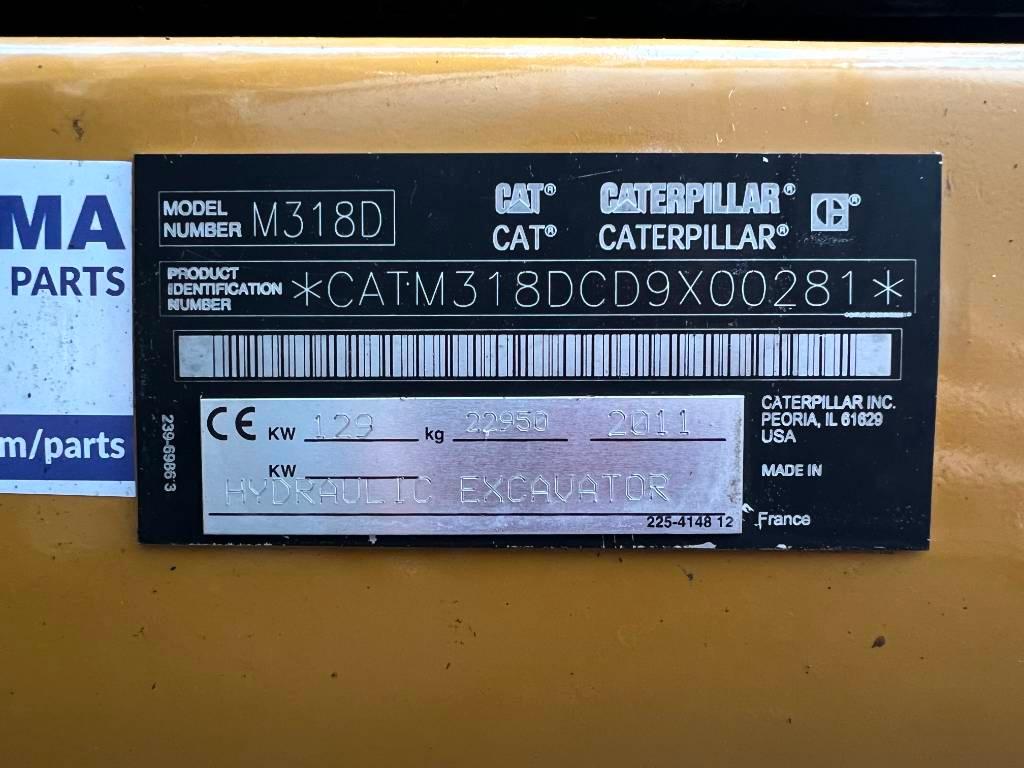 MA
PARTS
m/parts
MODEL NUMBER M318D
CAT® CATERPILLAR® CE®
CAT® CATERPILLAR®
PRODUCT IDENTIFICATION NUMBER *CATM318DCD9X00281*
239-6986 3
CE KW 129 kg 22950 2011
KW
HYDRAULIC EXCAVATOR
225-4148 12
CATERPILLAR INC.
PEORIA, IL 61629
USA
MADE IN
France